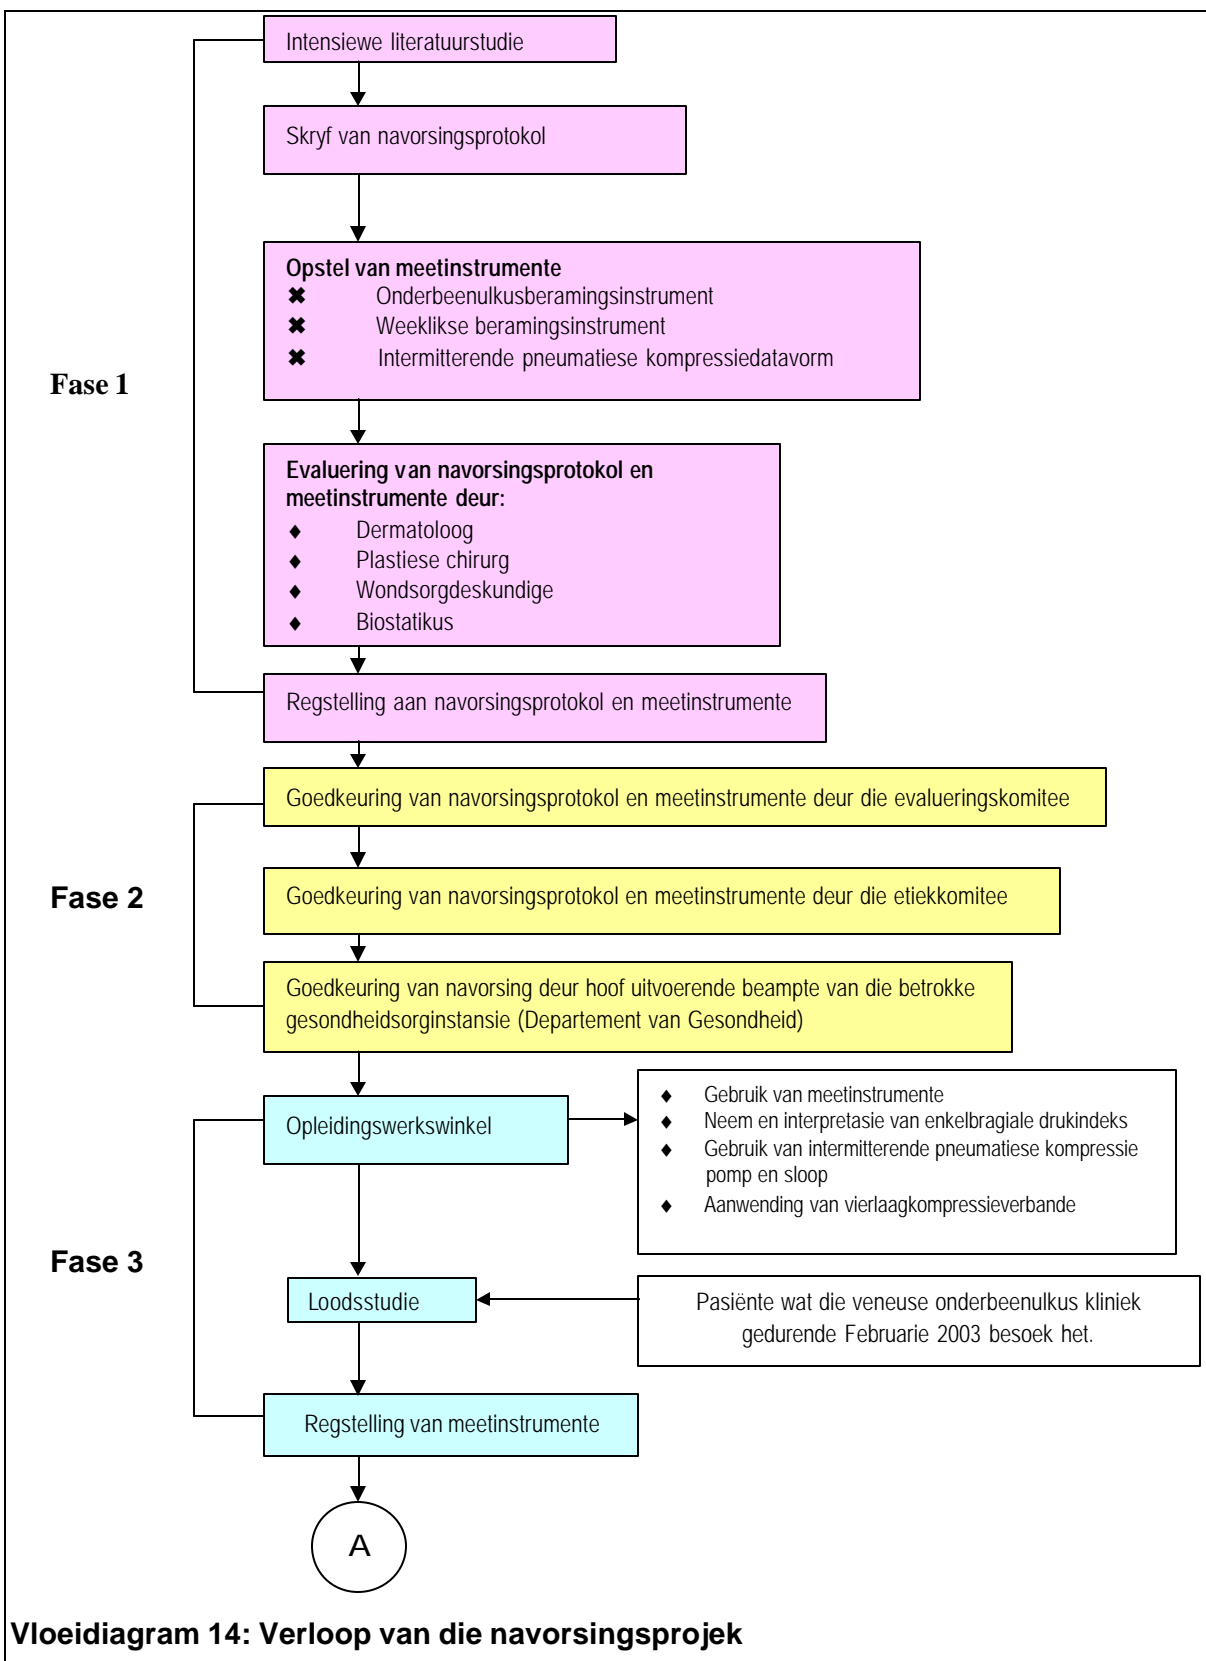 Intensiewe literatuurstudie
Skryf van navorsingsprotokol
Opstel van meetinstrumente
✖ Onderbeenulkusberamingsinstrument
✖ Weeklikse beramingsinstrument
✖ Intermitterende pneumatiese kompressiedatavorm
Fase 1
Evaluering van navorsingsprotokol en
meetinstrumente deur:
♦ Dermatoloog
♦ Plastiese chirurg
♦ Wondsorgdeskundige
♦ Biostatikus
Regstelling aan navorsingsprotokol en meetinstrumente
Goedkeuring van navorsingsprotokol en meetinstrumente deur die evalueringskomitee
Fase 2
Goedkeuring van navorsingsprotokol en meetinstrumente deur die etiekkomitee
Goedkeuring van navorsing deur hoof uitvoerende beampte van die betrokke
gesondheidsorginstansie (Departement van Gesondheid)
Opleidingswerkswinkel
♦ Gebruik van meetinstrumente
♦ Neem en interpretasie van enkelbragiale drukindeks
♦ Gebruik van intermitterende pneumatiese kompressie
pomp en sloop
♦ Aanwending van vierlaagkompressieverbande
Fase 3
Loodsstudie
Pasiënte wat die veneuse onderbeenulkus kliniek
gedurende Februarie 2003 besoek het.
Regstelling van meetinstrumente
A
Vloeidiagram 14: Verloop van die navorsingsprojek